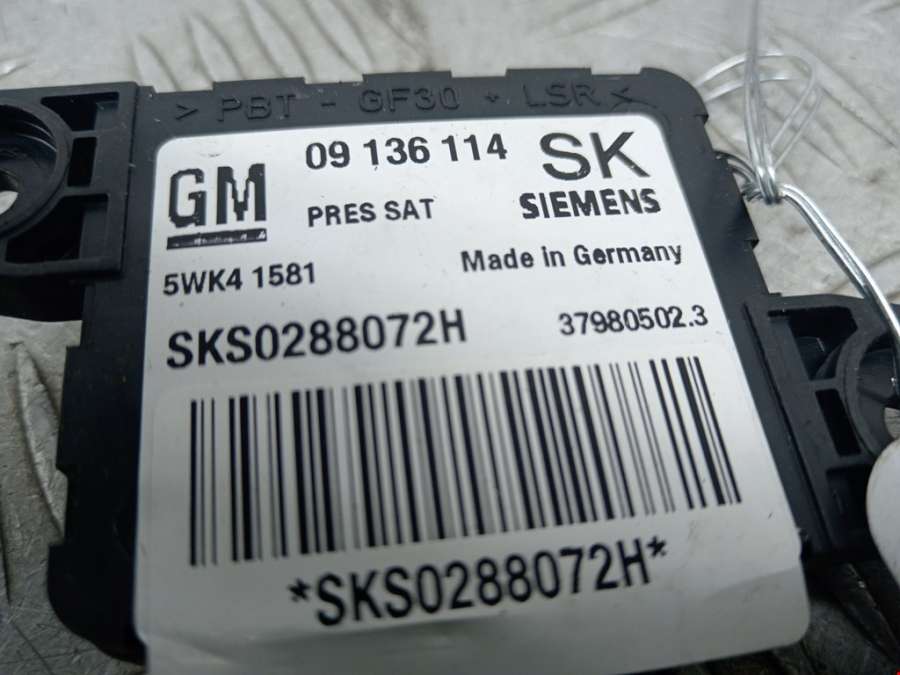 >PBT - GF30 + LSR<
GM 09 136 114 SK
PRES SAT SIEMENS
5WK4 1581 Made in Germany
SKS0288072H 37980502.3
*SKS0288072H*